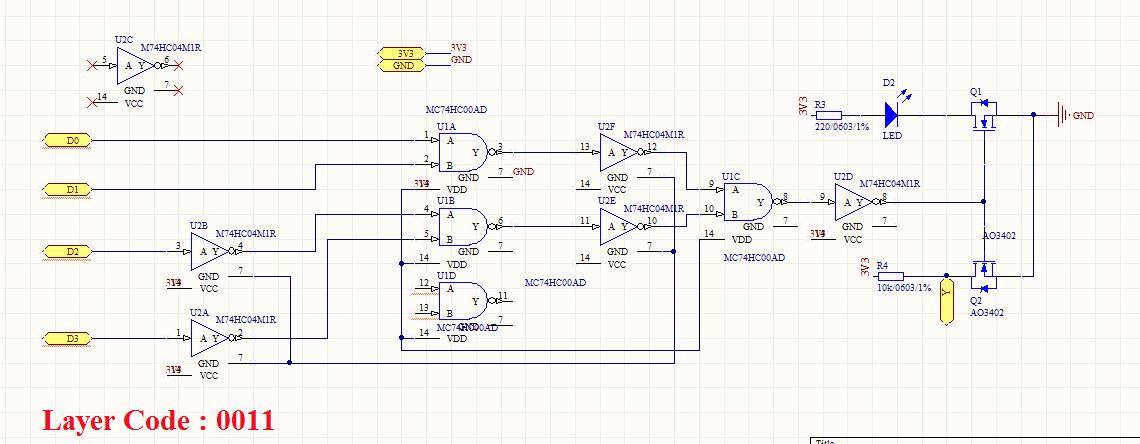 U2C
M74HC04M1R
5
A Y
6
14
GND
7
VCC
3V3
3V3
GND
GND
MC74HC00AD
D0
D1
D2
D3
U1A
1
A
Y
3
2
B
GND
7
GND
14
VDD
U1B
4
A
Y
6
5
B
GND
7
14
VDD
U1D
12
A
Y
11
13
B
7
MC74HC00AD
14
VDD
MC74HC00AD
U2B
M74HC04M1R
3
A Y
4
GND
7
VCC
U2A
M74HC04M1R
1
A Y
2
GND
7
VCC
U2F
M74HC04M1R
13
A Y
12
GND
7
14
VCC
U2E
M74HC04M1R
11
A Y
10
GND
7
14
VCC
U1C
9
A
Y
8
10
B
GND
7
14
VDD
MC74HC00AD
U2D
M74HC04M1R
9
A Y
8
GND
7
VCC
3V3
R3
220/0603/1%
D2
LED
Q1
GND
AO3402
3V3
R4
10k/0603/1%
Y
Q2
AO3402
Layer Code : 0011
Title